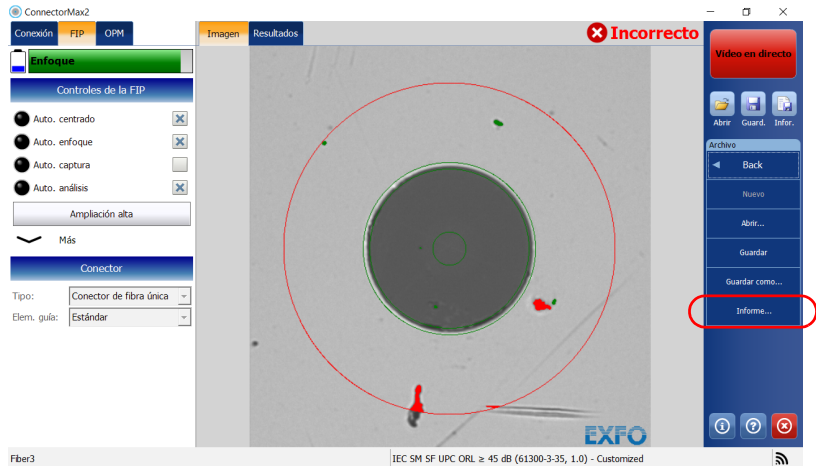 ConnectorMax2
Conexión FIP OPM
Enfoque
Controles de la FIP
Auto. centrado
Auto. enfoque
Auto. captura
Auto. análisis
Ampliación alta
Más
Conector
Tipo: Conector de fibra única
Elem. guía: Estándar
Imagen Resultados
Incorrecto
EXFO
Vídeo en directo
Abrir Guard. Infor.
Archivo
Back
Nuevo
Abrir...
Guardar
Guardar como...
Informe...
Fiber3
IEC SM SF UPC ORL ≥ 45 dB (61300-3-35, 1.0) - Customized